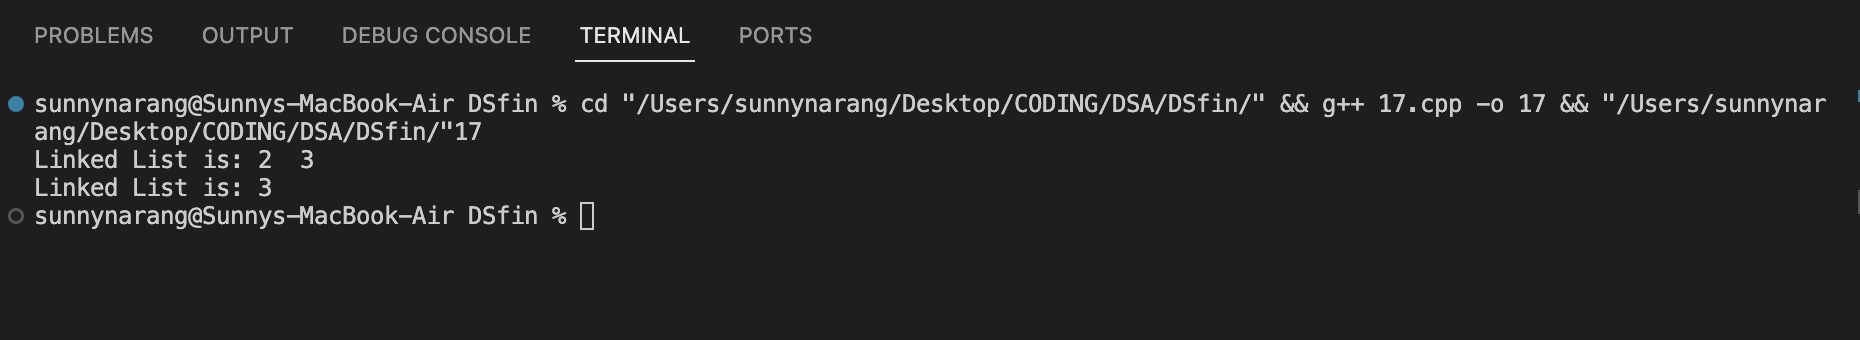 PROBLEMS OUTPUT DEBUG CONSOLE TERMINAL PORTS
sunnynarang@Sunnys-MacBook-Air DSfin % cd "/Users/sunnynarang/Desktop/CODING/DSA/DSfin/" && g++ 17.cpp -o 17 && "/Users/sunnynar
ang/Desktop/CODING/DSA/DSfin/"17
Linked List is: 2  3
Linked List is: 3
sunnynarang@Sunnys-MacBook-Air DSfin %